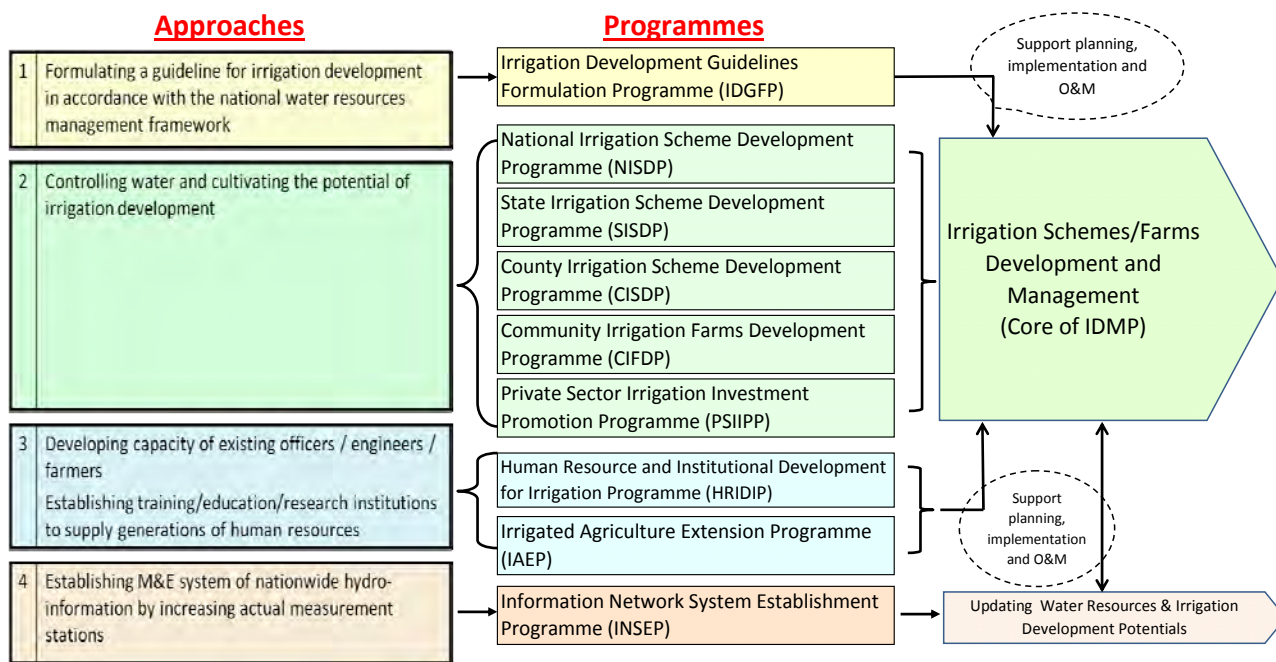 Approaches
Programmes
1 Formulating a guideline for irrigation development
in accordance with the national water resources
management framework
Irrigation Development Guidelines
Formulation Programme (IDGFP)
Support planning,
implementation and
O&M
2 Controlling water and cultivating the potential of
irrigation development
National Irrigation Scheme Development
Programme (NISDP)
State Irrigation Scheme Development
Programme (SISDP)
County Irrigation Scheme Development
Programme (CISDP)
Community Irrigation Farms Development
Programme (CIFDP)
Private Sector Irrigation Investment
Promotion Programme (PSIIPP)
Irrigation Schemes/Farms
Development and
Management
(Core of IDMP)
3 Developing capacity of existing officers / engineers /
farmers
Establishing training/education/research institutions
to supply generations of human resources
Human Resource and Institutional Development
for Irrigation Programme (HRIDIP)
Irrigated Agriculture Extension Programme
(IAEP)
Support
planning,
implementation
and O&M
4 Establishing M&E system of nationwide hydro-
information by increasing actual measurement
stations
Information Network System Establishment
Programme (INSEP)
Updating Water Resources & Irrigation
Development Potentials